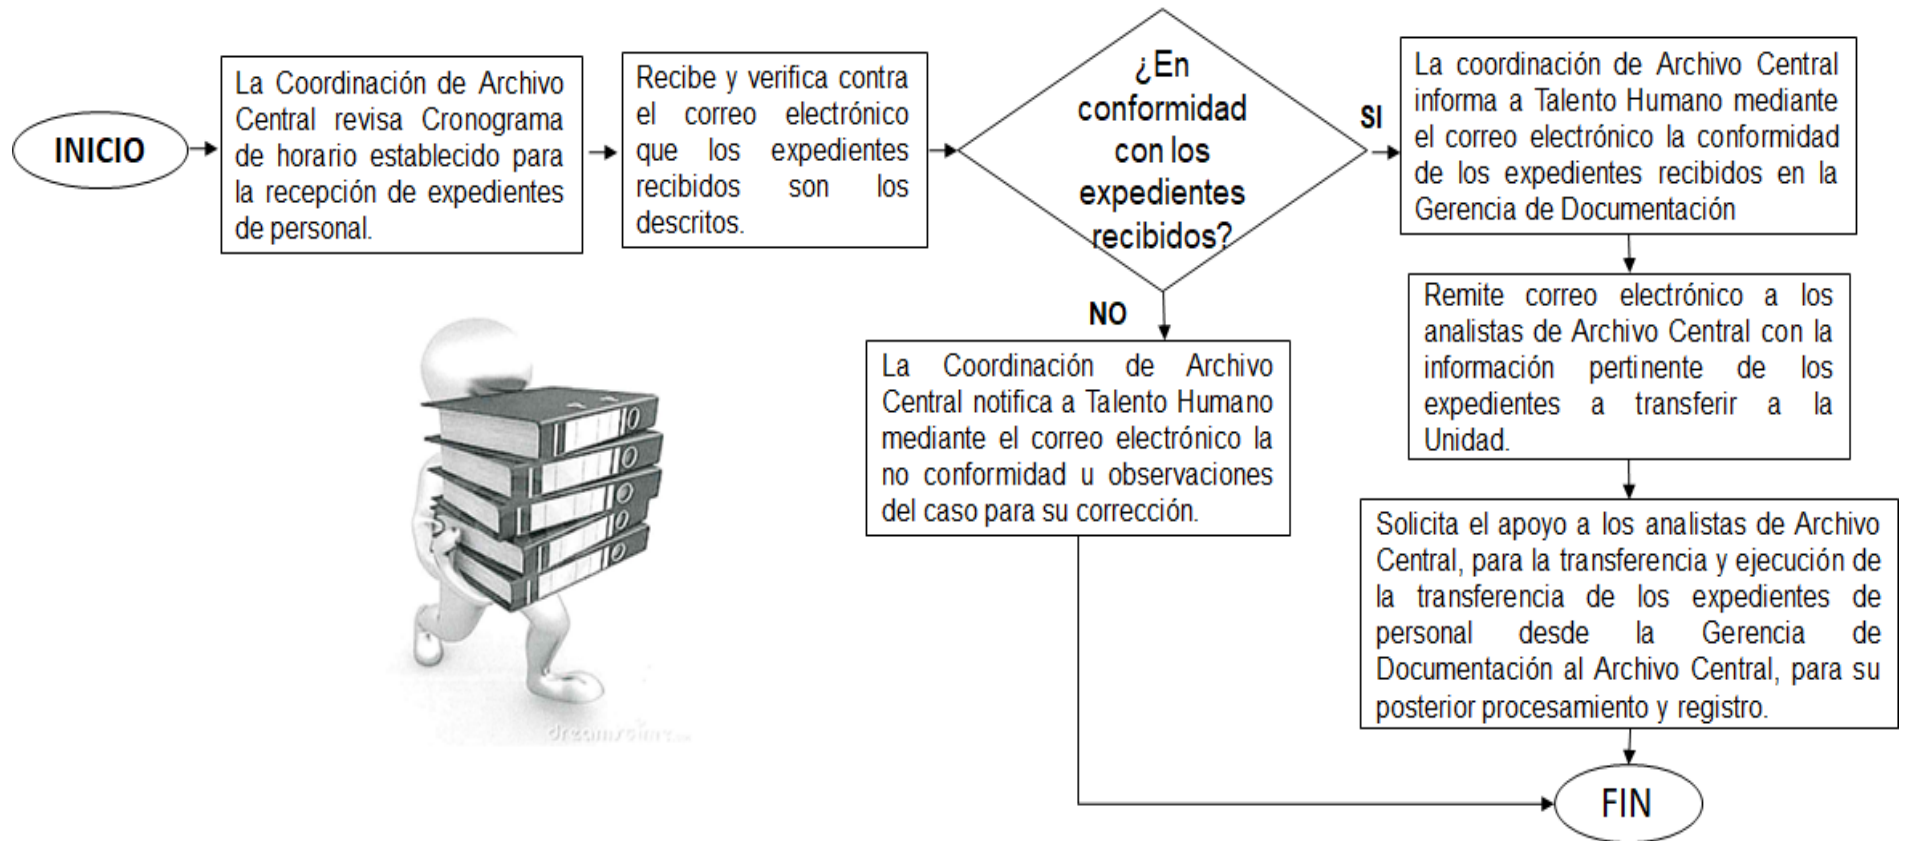 INICIO
La Coordinación de Archivo
Central revisa Cronograma
de horario establecido para
la recepción de expedientes
de personal.
Recibe y verifica contra
el correo electrónico
que los expedientes
recibidos son los
descritos.
¿En
conformidad
con los
expedientes
recibidos?
SI
La coordinación de Archivo Central
informa a Talento Humano mediante
el correo electrónico la conformidad
de los expedientes recibidos en la
Gerencia de Documentación
Remite correo electrónico a los
analistas de Archivo Central con la
información pertinente de los
expedientes a transferir a la
Unidad.
NO
La Coordinación de Archivo
Central notifica a Talento Humano
mediante el correo electrónico la
no conformidad u observaciones
del caso para su corrección.
Solicita el apoyo a los analistas de Archivo
Central, para la transferencia y ejecución de
la transferencia de los expedientes de
personal desde la Gerencia de
Documentación al Archivo Central, para su
posterior procesamiento y registro.
FIN